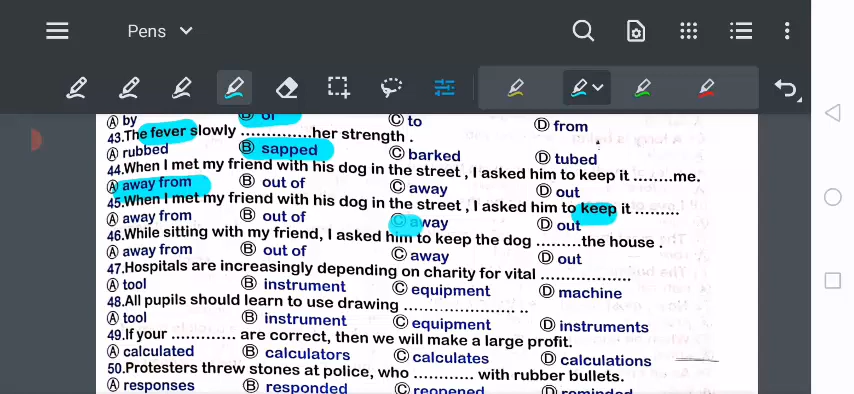 Pens
Ⓐ by Ⓑ of Ⓒ to Ⓓ from
43.The fever slowly ...............her strength .
Ⓐ rubbed Ⓑ sapped Ⓒ barked Ⓓ tubed
44.When I met my friend with his dog in the street , I asked him to keep it ........me.
Ⓐ away from Ⓑ out of Ⓒ away Ⓓ out
45.When I met my friend with his dog in the street , I asked him to keep it .........
Ⓐ away from Ⓑ out of Ⓒ away Ⓓ out
46.While sitting with my friend, I asked him to keep the dog .........the house .
Ⓐ away from Ⓑ out of Ⓒ away Ⓓ out
47.Hospitals are increasingly depending on charity for vital ..................
Ⓐ tool Ⓑ instrument Ⓒ equipment Ⓓ machine
48.All pupils should learn to use drawing ...................... ..
Ⓐ tool Ⓑ instrument Ⓒ equipment Ⓓ instruments
49.If your ............ are correct, then we will make a large profit.
Ⓐ calculated Ⓑ calculators Ⓒ calculates Ⓓ calculations
50.Protesters threw stones at police, who ............ with rubber bullets.
Ⓐ responses Ⓑ responded Ⓒ reopened Ⓓ reminded